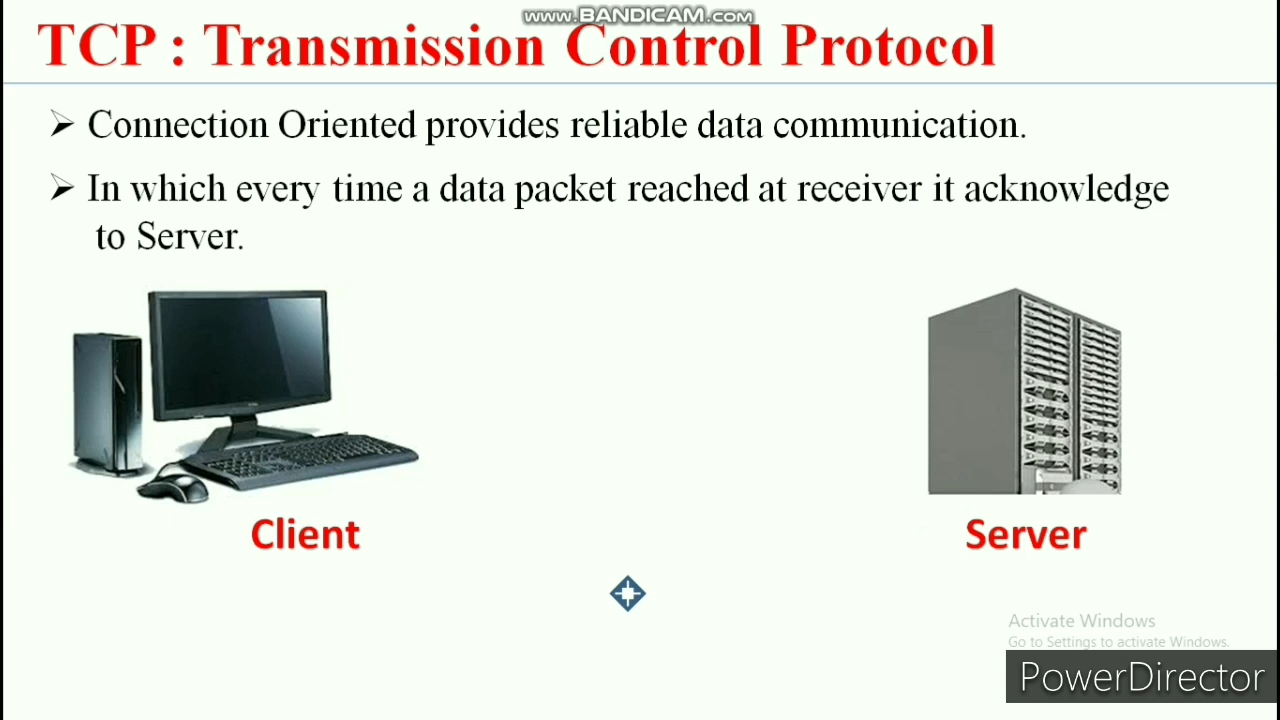 www.BANDICAM.com
TCP : Transmission Control Protocol
➢ Connection Oriented provides reliable data communication.
➢ In which every time a data packet reached at receiver it acknowledge
to Server.
Client
Server
Activate Windows
Go to Settings to activate Windows.
PowerDirector